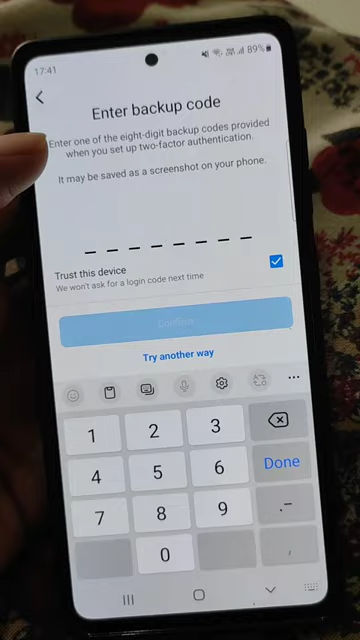 17:41
89%
Enter backup code
Enter one of the eight-digit backup codes provided
when you set up two-factor authentication.
It may be saved as a screenshot on your phone.
Trust this device
We won't ask for a login code next time
Confirm
Try another way
1 2 3
4 5 6 Done
7 8 9 .-
0 ,